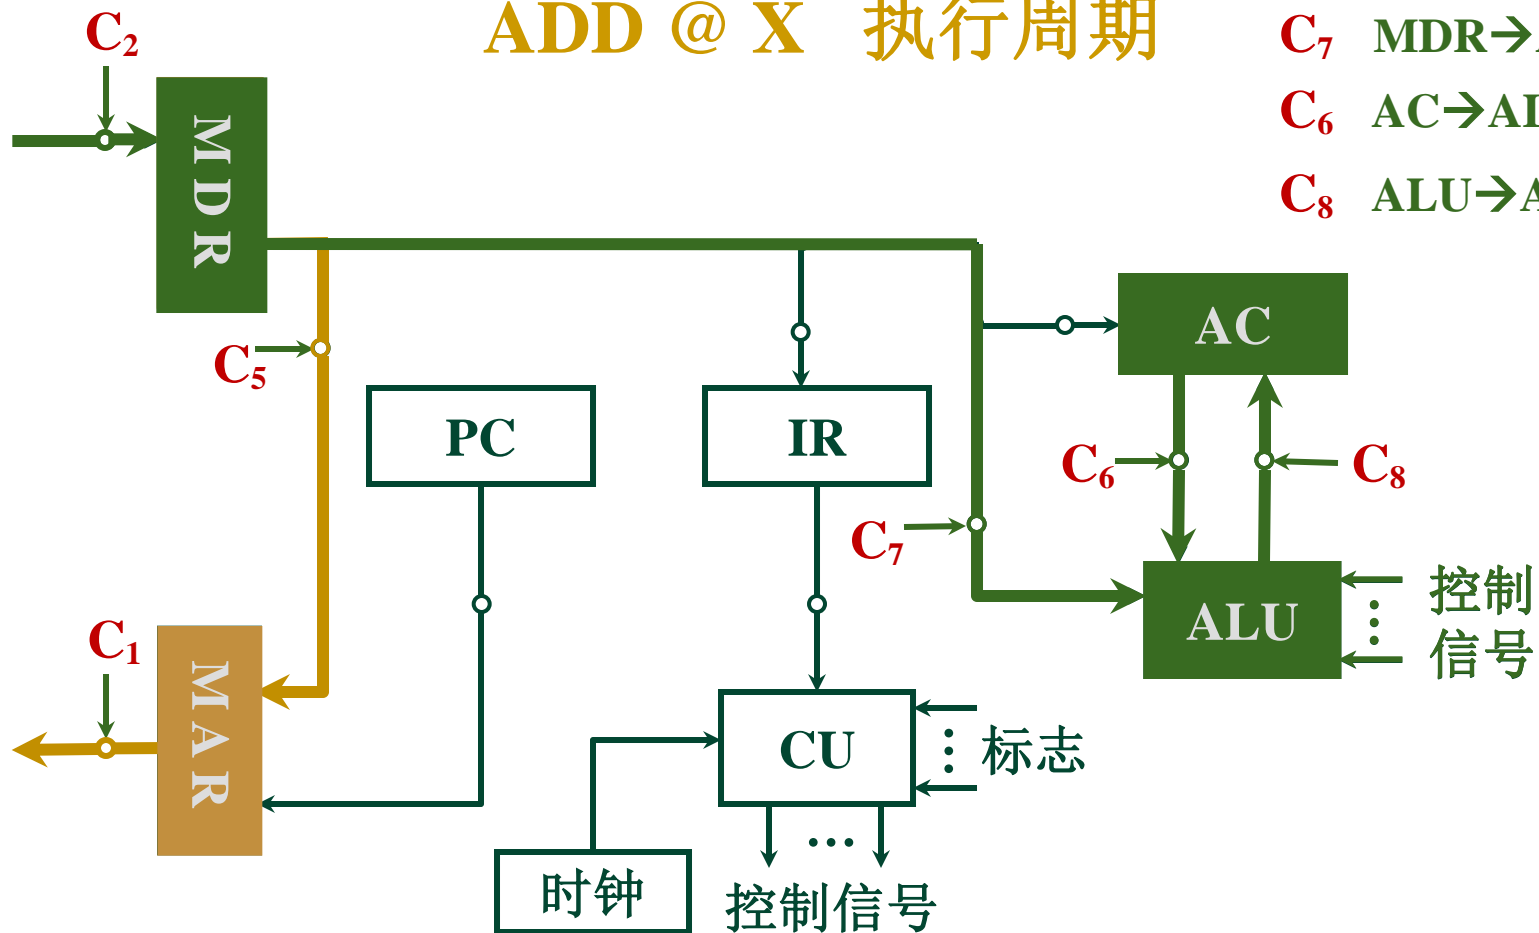 ADD @ X 执行周期
C2
C7 MDR→
C6 AC→AL
C8 ALU→A
MDR
AC
C5
PC
IR
C6
C8
C7
控制
信号
ALU
C1
MAR
CU
标志
…
时钟
控制信号